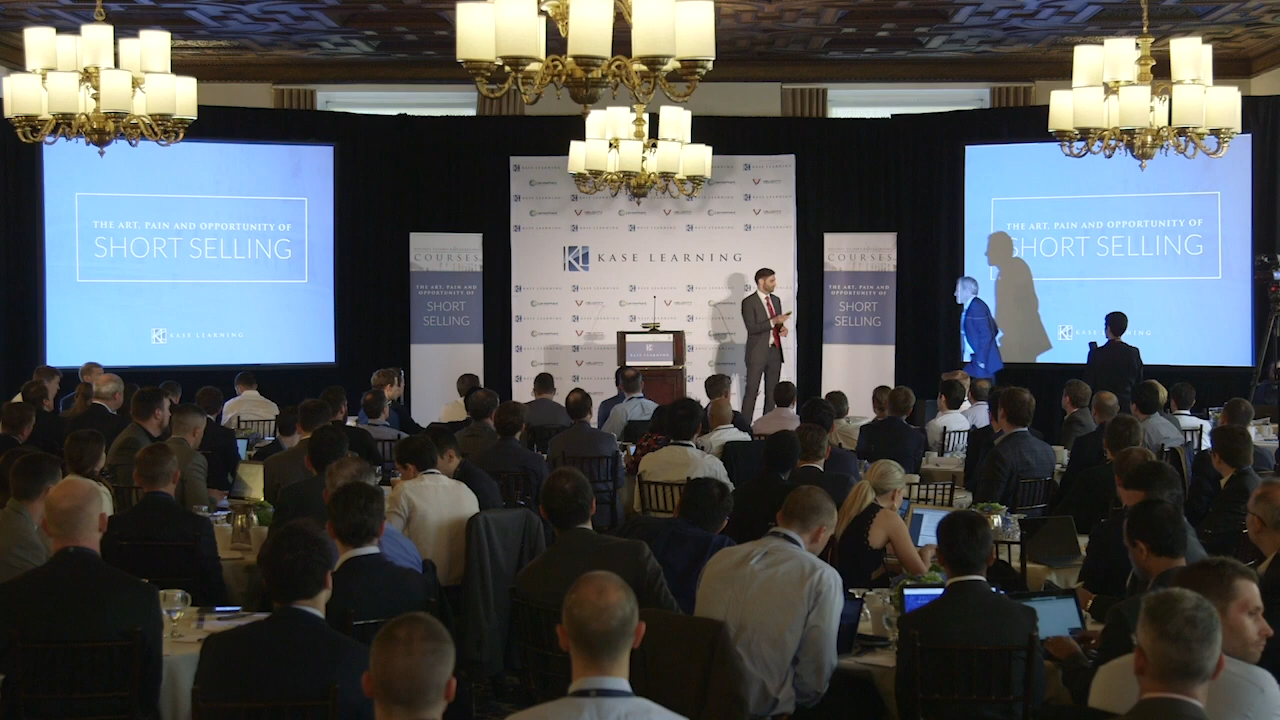 THE ART, PAIN AND OPPORTUNITY OF
SHORT SELLING
KASE LEARNING
COURSES
THE ART, PAIN AND
OPPORTUNITY OF
SHORT
SELLING
KASE LEARNING
KASE LEARNING
COURSES
THE ART, PAIN AND
OPPORTUNITY OF
SHORT
SELLING
THE ART, PAIN AND OPPORTUNITY OF
SHORT SELLING
KASE LEARNING